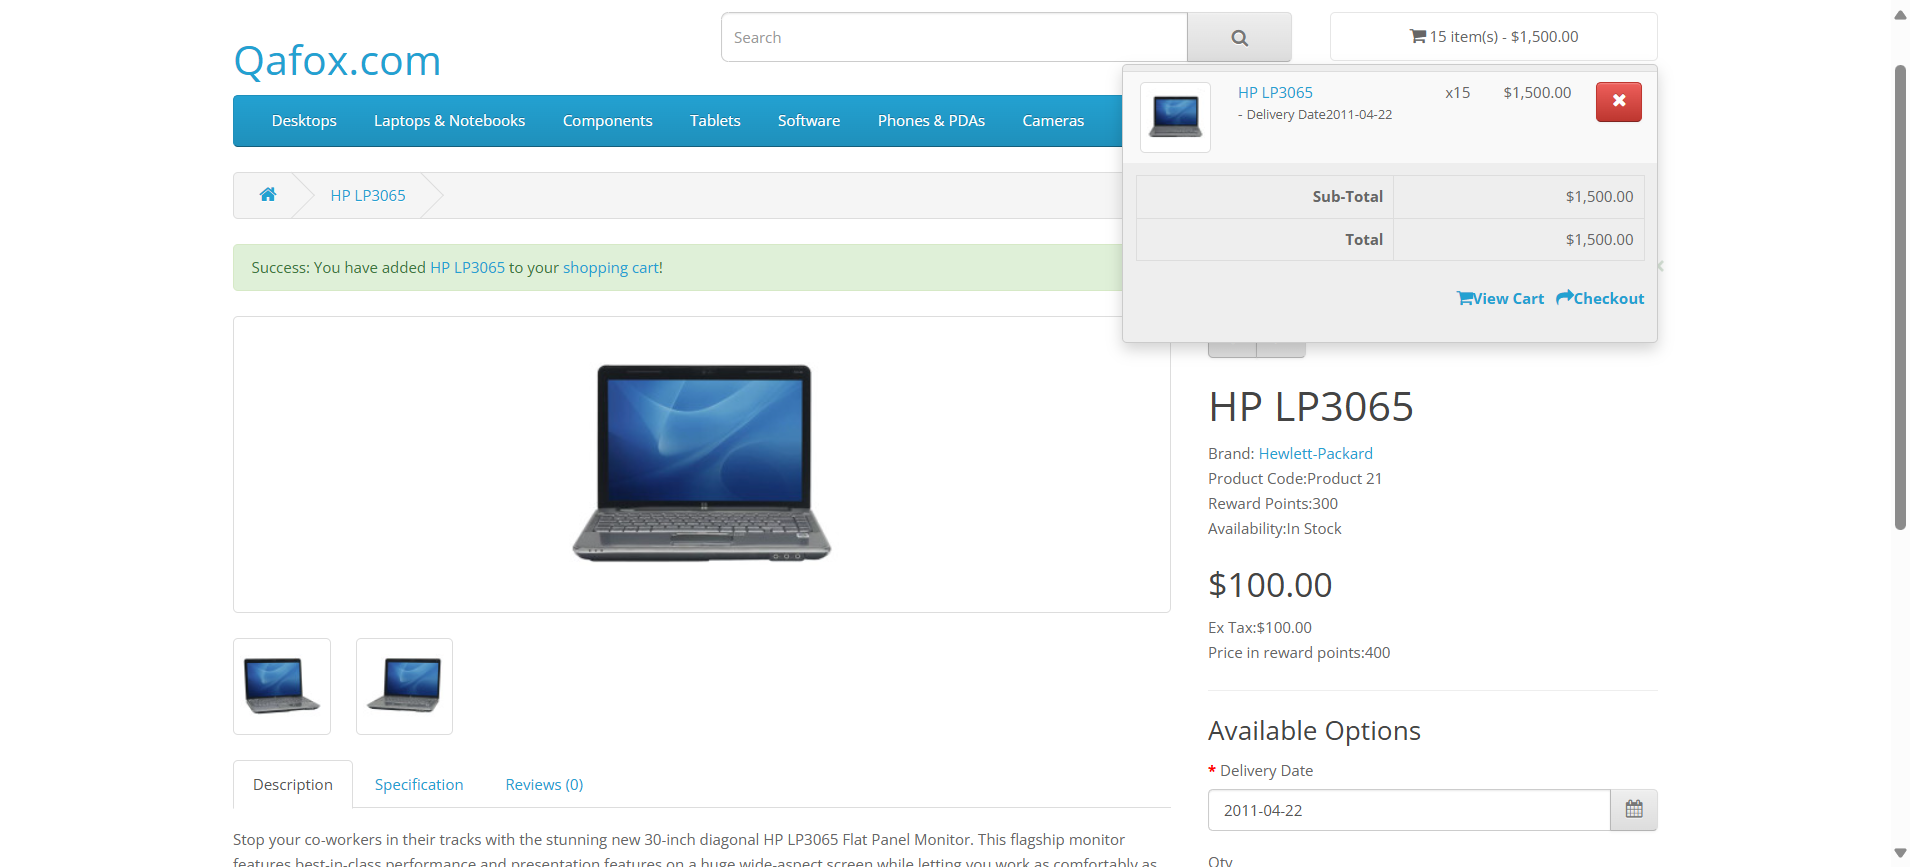 Search
15 item(s) - $1,500.00
Qafox.com
HP LP3065 x15 $1,500.00
- Delivery Date2011-04-22
Desktops Laptops & Notebooks Components Tablets Software Phones & PDAs Cameras
Sub-Total $1,500.00
Total $1,500.00
View Cart Checkout
HP LP3065
Success: You have added HP LP3065 to your shopping cart!
HP LP3065
Brand: Hewlett-Packard
Product Code:Product 21
Reward Points:300
Availability:In Stock
$100.00
Ex Tax:$100.00
Price in reward points:400
Available Options
* Delivery Date
2011-04-22
Qty
Description Specification Reviews (0)
Stop your co-workers in their tracks with the stunning new 30-inch diagonal HP LP3065 Flat Panel Monitor. This flagship monitor
features best-in-class performance and presentation features on a huge wide-aspect screen while letting you work as comfortably as